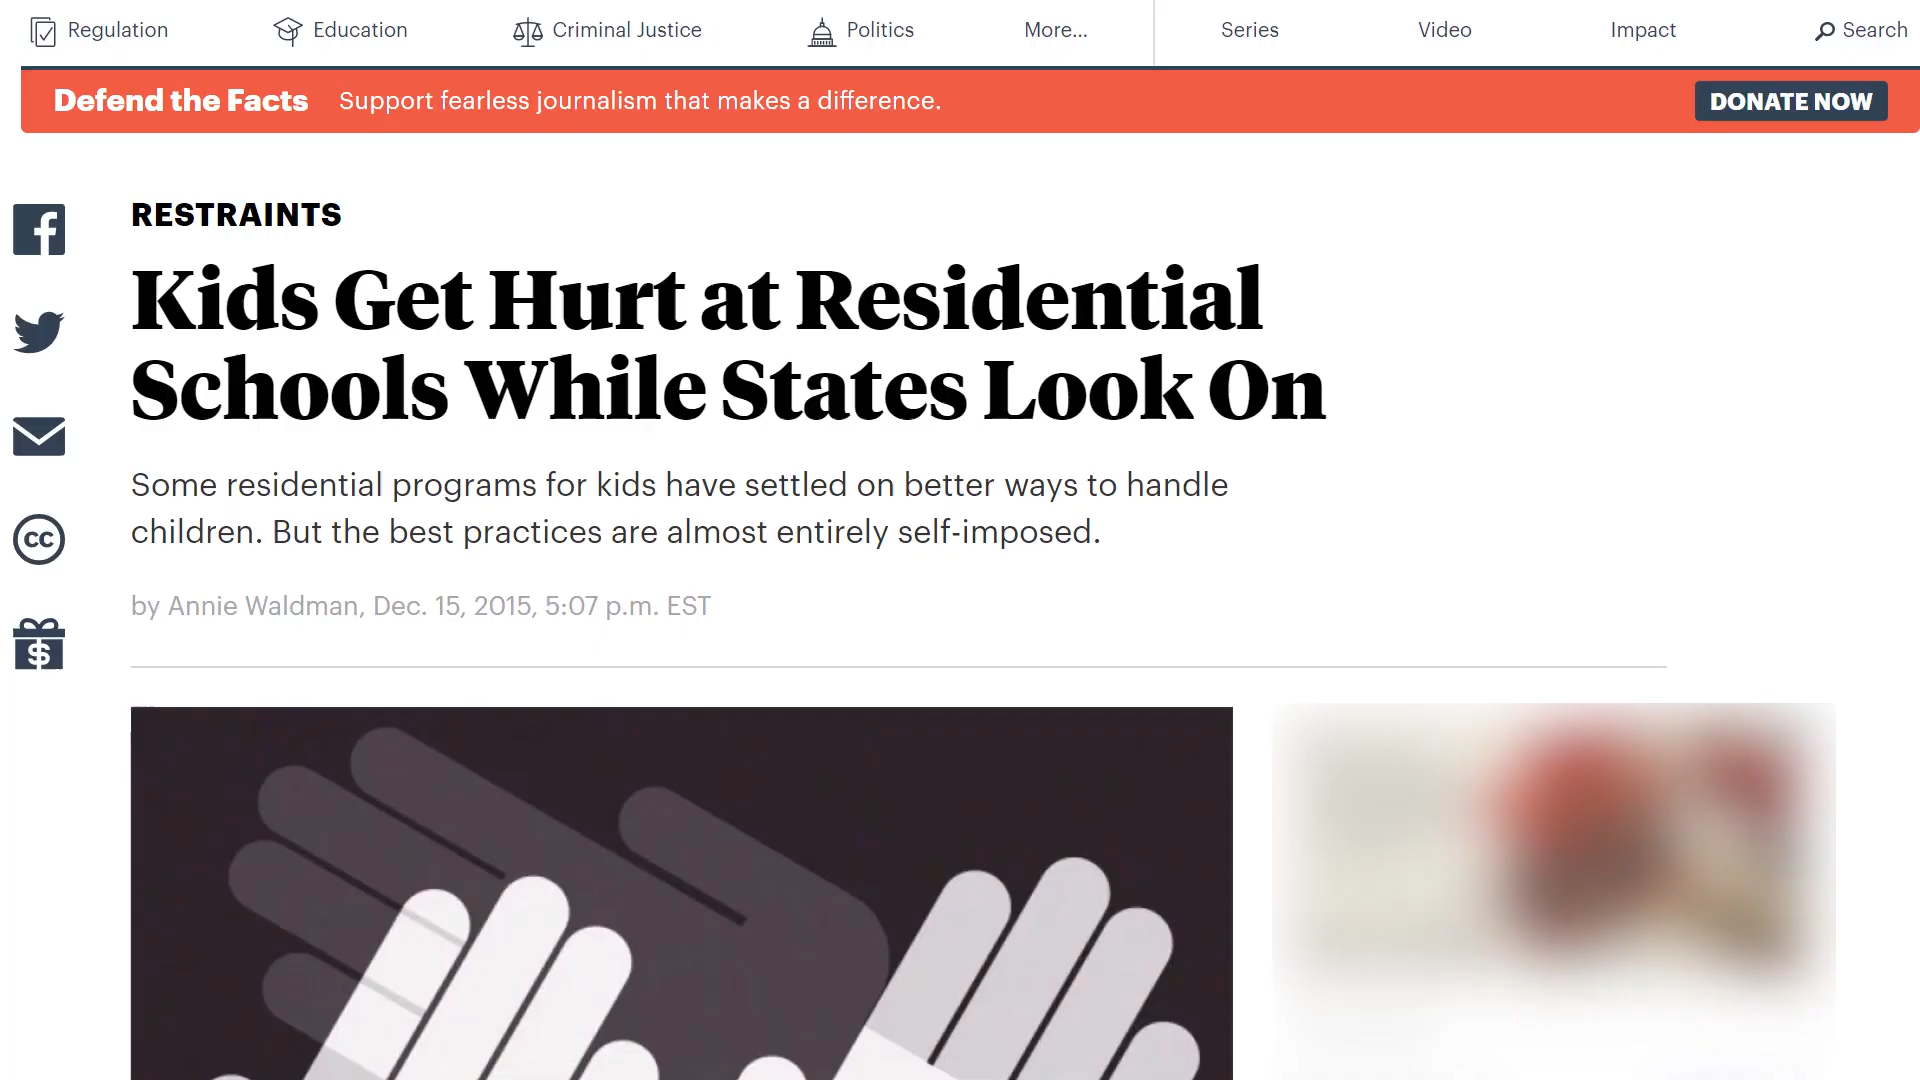 Regulation
Education
Criminal Justice
Politics
More...
Series
Video
Impact
Search
Defend the Facts
Support fearless journalism that makes a difference.
DONATE NOW
RESTRAINTS
Kids Get Hurt at Residential
Schools While States Look On
Some residential programs for kids have settled on better ways to handle
children. But the best practices are almost entirely self-imposed.
by Annie Waldman, Dec. 15, 2015, 5:07 p.m. EST
f
cc
$